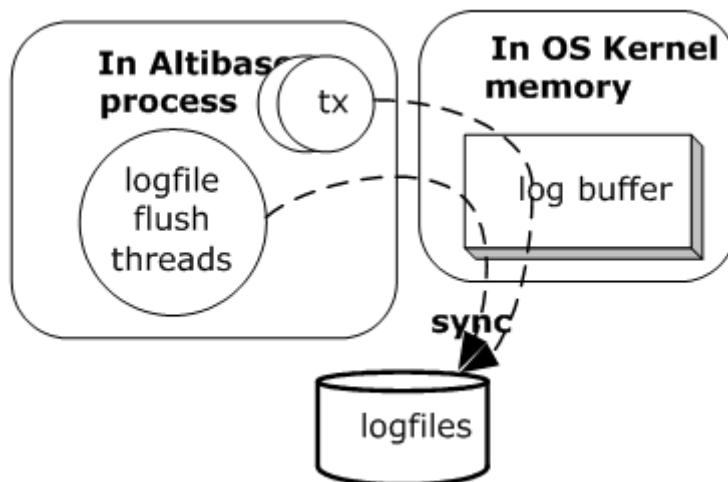 In Altibase
process
tx
logfile
flush
threads
In OS Kernel
memory
log buffer
sync
logfiles